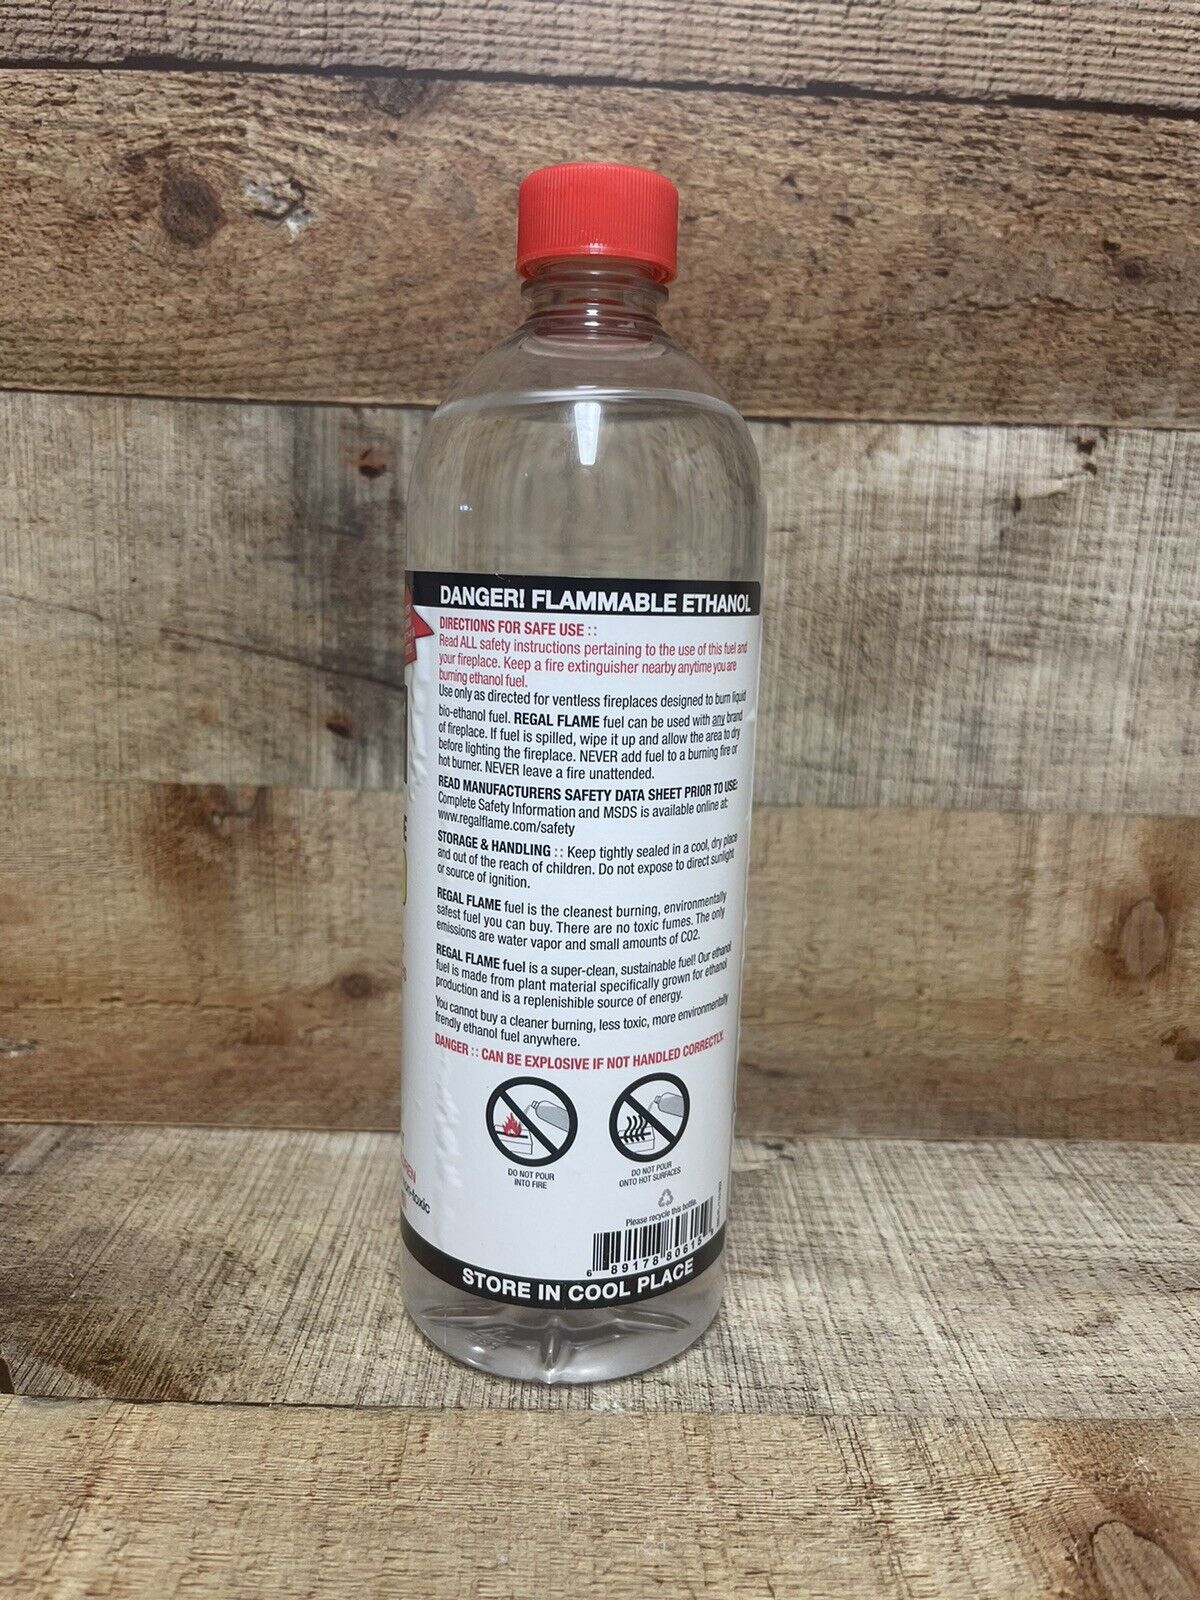 DANGER! FLAMMABLE ETHANOL
DIRECTIONS FOR SAFE USE ::
Read ALL safety instructions pertaining to the use of this fuel and
your fireplace. Keep a fire extinguisher nearby anytime you are
burning ethanol fuel.
Use only as directed for ventless fireplaces designed to burn liquid
bio-ethanol fuel. REGAL FLAME fuel can be used with any brand
of fireplace. If fuel is spilled, wipe it up and allow the area to dry
before lighting the fireplace. NEVER add fuel to a burning fire or
hot burner. NEVER leave a fire unattended.
READ MANUFACTURERS SAFETY DATA SHEET PRIOR TO USE:
Complete Safety Information and MSDS is available online at:
www.regalflame.com/safety
STORAGE & HANDLING :: Keep tightly sealed in a cool, dry place
and out of the reach of children. Do not expose to direct sunlight
or source of ignition.
REGAL FLAME fuel is the cleanest burning, environmentally
safest fuel you can buy. There are no toxic fumes. The only
emissions are water vapor and small amounts of CO2.
REGAL FLAME fuel is a super-clean, sustainable fuel! Our ethanol
fuel is made from plant material specifically grown for ethanol
production and is a replenishible source of energy.
You cannot buy a cleaner burning, less toxic, more environmentally
frendly ethanol fuel anywhere.
DANGER :: CAN BE EXPLOSIVE IF NOT HANDLED CORRECTLY.
DO NOT POUR
INTO FIRE
DO NOT POUR
ONTO HOT SURFACES
Please recycle this bottle.
6 89178 80615
STORE IN COOL PLACE